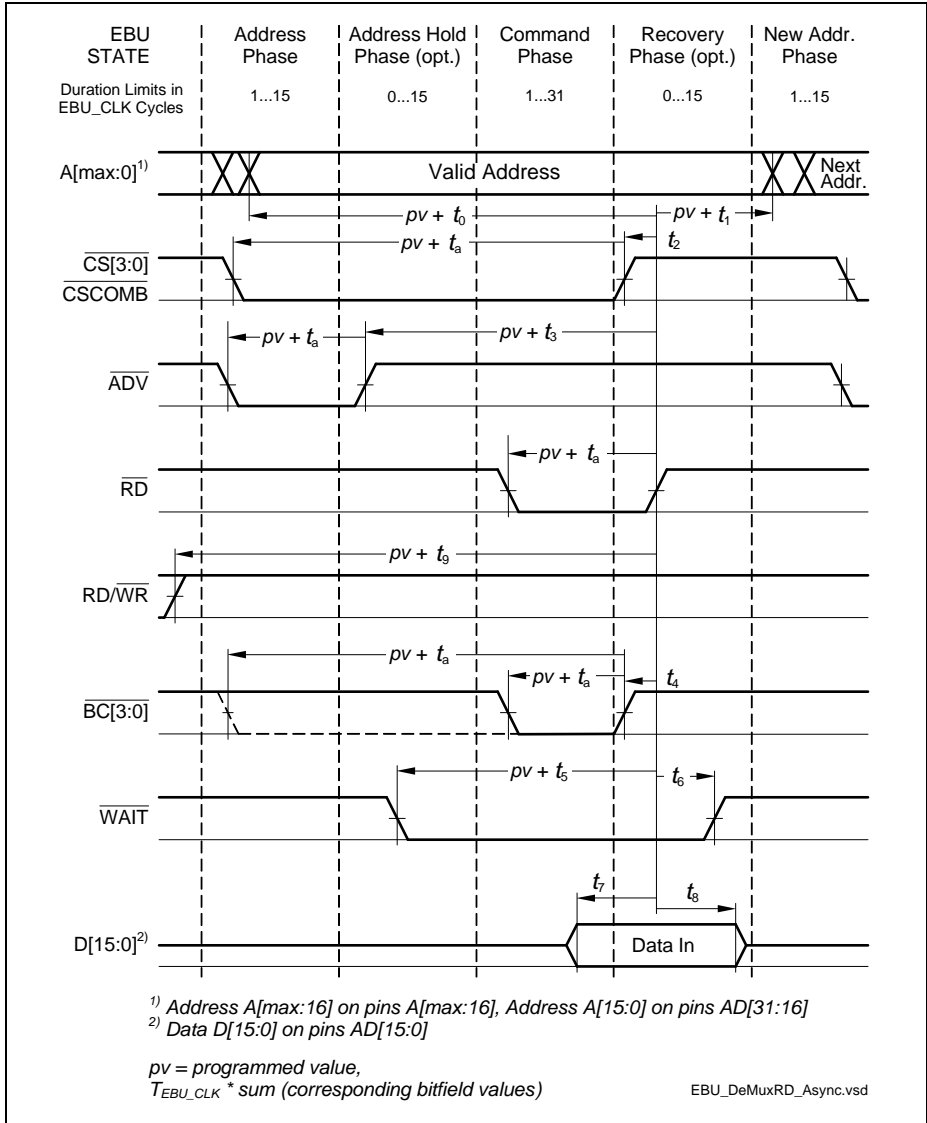 EBU STATE
Address Phase
Address Hold Phase (opt.)
Command Phase
Recovery Phase (opt.)
New Addr. Phase
Duration Limits in EBU_CLK Cycles
1...15
0...15
1...31
0...15
1...15
A[max:0]1)
Valid Address
Next Addr.
pv + t0
pv + t1
pv + ta
t2
CS[3:0]
CSCOMB
pv + ta
pv + t3
ADV
pv + ta
RD
pv + t9
RD/WR
pv + ta
pv + ta
t4
BC[3:0]
pv + t5
t6
WAIT
t7
t8
D[15:0]2)
Data In
1) Address A[max:16] on pins A[max:16], Address A[15:0] on pins AD[31:16]
2) Data D[15:0] on pins AD[15:0]
pv = programmed value,
TEBU_CLK * sum (corresponding bitfield values)
EBU_DeMuxRD_Async.vsd